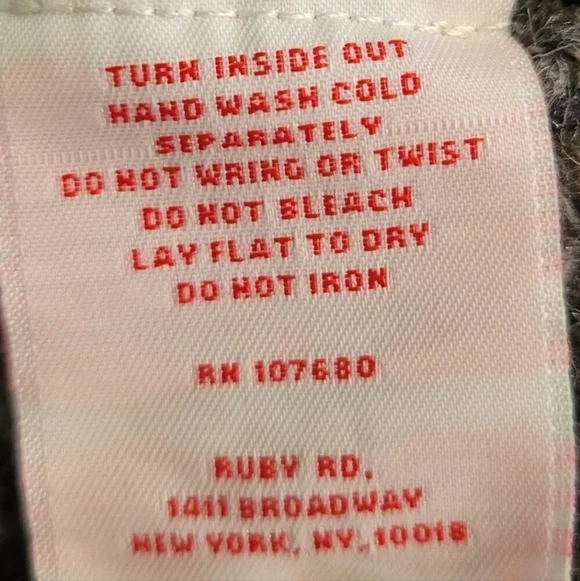 TURN INSIDE OUT
HAND WASH COLD
SEPARATELY
DO NOT WRING OR TWIST
DO NOT BLEACH
LAY FLAT TO DRY
DO NOT IRON
RN 107680
RUBY RD.
1411 BROADWAY
NEW YORK, NY, 10018